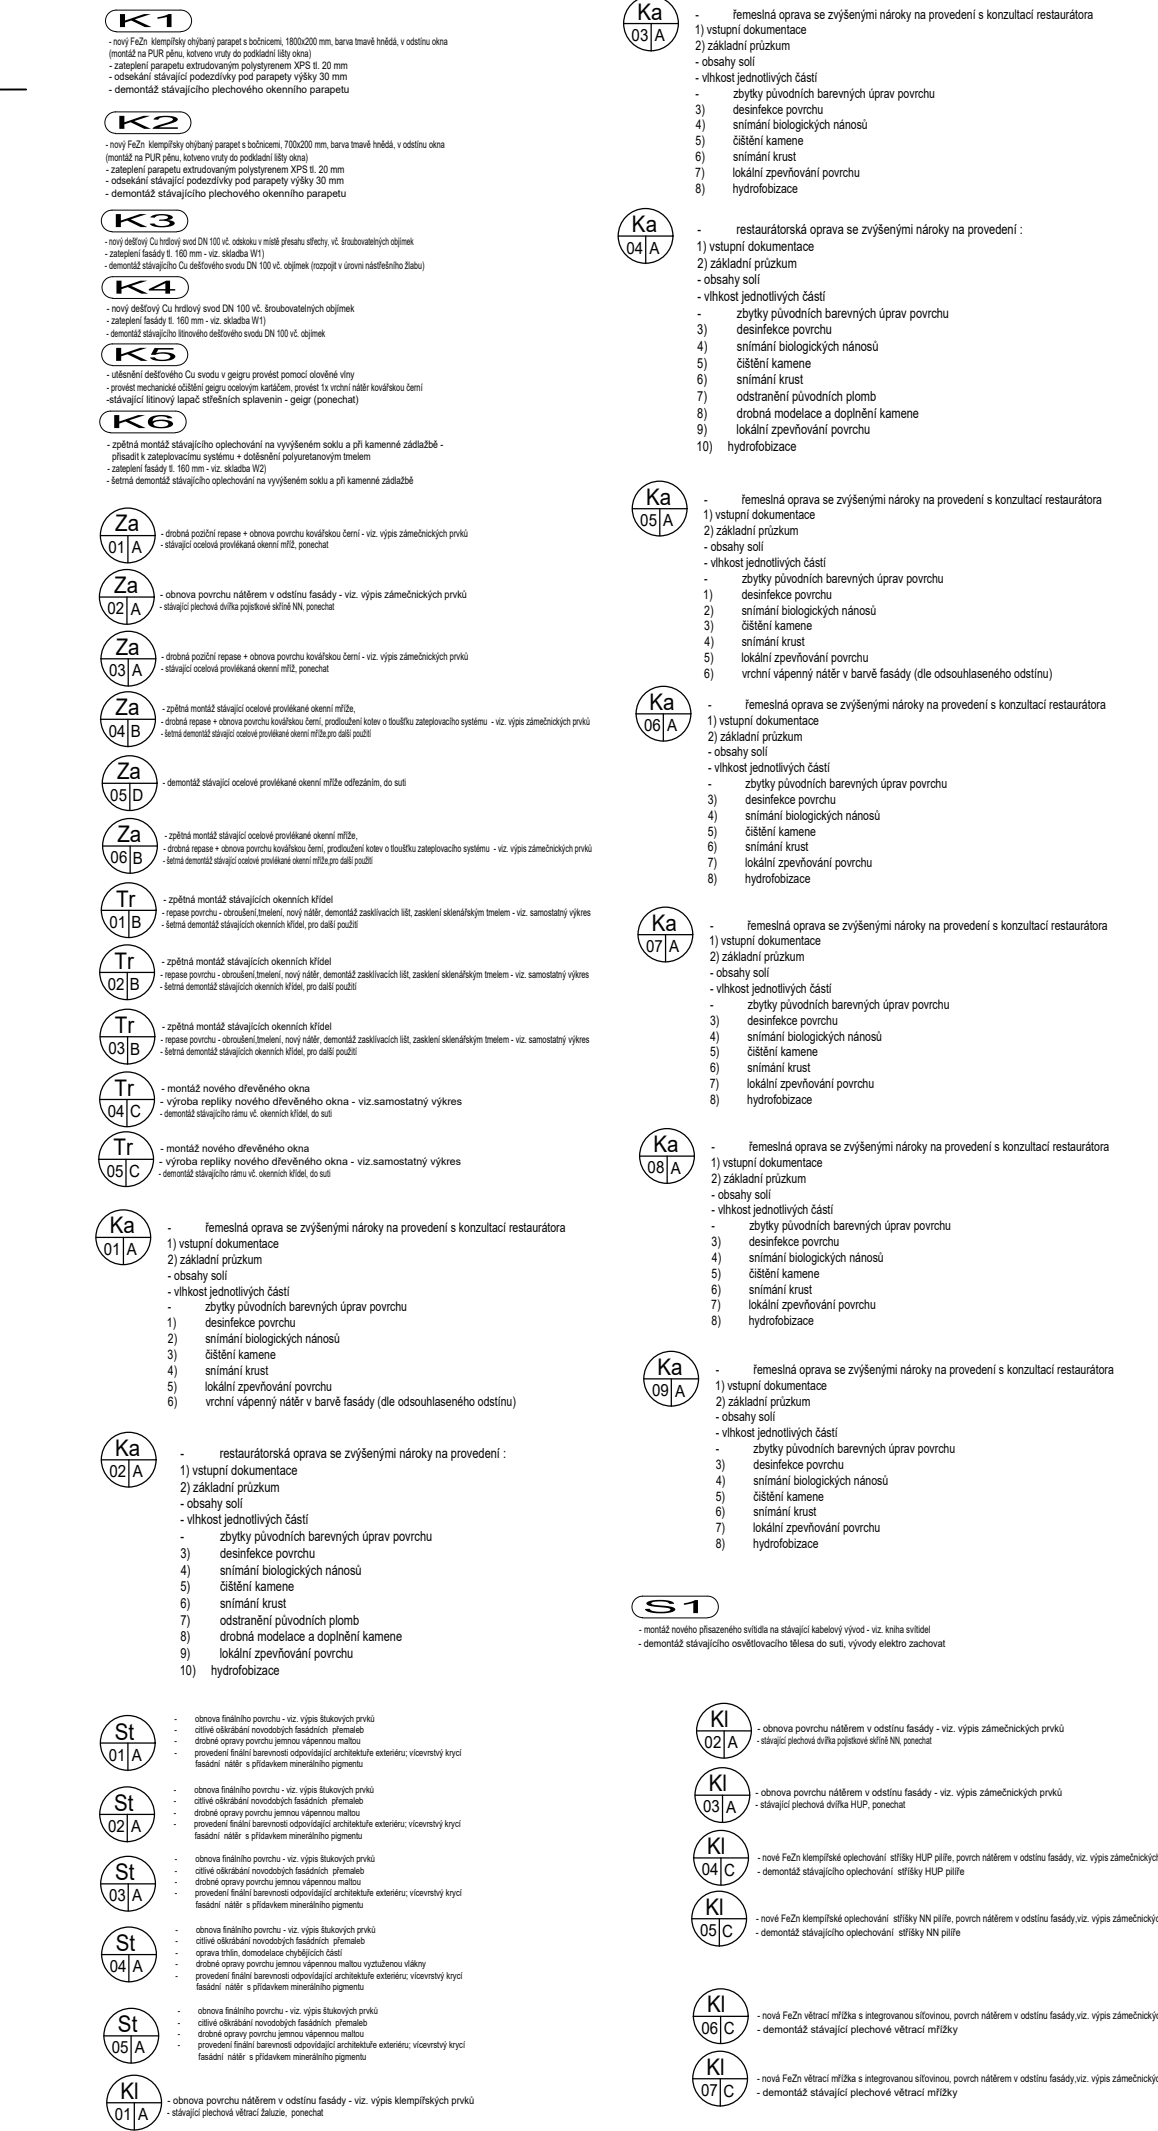 K1
- nový FeZn klempířsky ohýbaný parapet s bočnicemi, 1800x200 mm, barva tmavě hnědá, v odstínu okna
(montáž na PUR pěnu, kotveno vruty do podkladní lišty okna)
- zateplení parapetu extrudovaným polystyrenem XPS tl. 20 mm
- odsekání stávající podezdívky pod parapety výšky 30 mm
- demontáž stávajícího plechového okenního parapetu
K2
- nový FeZn klempířsky ohýbaný parapet s bočnicemi, 700x200 mm, barva tmavě hnědá, v odstínu okna
(montáž na PUR pěnu, kotveno vruty do podkladní lišty okna)
- zateplení parapetu extrudovaným polystyrenem XPS tl. 20 mm
- odsekání stávající podezdívky pod parapety výšky 30 mm
- demontáž stávajícího plechového okenního parapetu
K3
- nový dešťový Cu hrdlový svod DN 100 vč. odskoku v místě přesahu střechy, vč. šroubovatelných objímek
- zateplení fasády tl. 160 mm - viz. skladba W1)
- demontáž stávajícího Cu dešťového svodu DN 100 vč. objímek (rozpojit v úrovni nástřešního žlabu)
K4
- nový dešťový Cu hrdlový svod DN 100 vč. šroubovatelných objímek
- zateplení fasády tl. 160 mm - viz. skladba W1)
- demontáž stávajícího litinového dešťového svodu DN 100 vč. objímek
K5
- utěsnění dešťového Cu svodu v geigru provést pomocí olověné vlny
- provést mechanické očištění geigru ocelovým kartáčem, provést 1x vrchní nátěr kovářskou černí
-stávající litinový lapač střešních splavenin - geigr (ponechat)
K6
- zpětná montáž stávajícího oplechování na vyvýšeném soklu a při kamenné zádlažbě -
přisadit k zateplovacímu systému + dotěsnění polyuretanovým tmelem
- zateplení fasády tl. 160 mm - viz. skladba W2)
- šetrná demontáž stávajícího oplechování na vyvýšeném soklu a při kamenné zádlažbě
Za
01 A
- drobná poziční repase + obnova povrchu kovářskou černí - viz. výpis zámečnických prvků
- stávající ocelová provlékaná okenní mříž, ponechat
Za
02 A
- obnova povrchu nátěrem v odstínu fasády - viz. výpis zámečnických prvků
- stávající plechová dvířka pojistkové skříně NN, ponechat
Za
03 A
- drobná poziční repase + obnova povrchu kovářskou černí - viz. výpis zámečnických prvků
- stávající ocelová provlékaná okenní mříž, ponechat
Za
04 B
- zpětná montáž stávající ocelové provlékané okenní mříže,
- drobná repase + obnova povrchu kovářskou černí, prodloužení kotev o tloušťku zateplovacího systému - viz. výpis zámečnických prvků
- šetrná demontáž stávající ocelové provlékané okenní mříže,pro další použití
Za
05 D
- demontáž stávající ocelové provlékané okenní mříže odřezáním, do suti
Za
06 B
- zpětná montáž stávající ocelové provlékané okenní mříže,
- drobná repase + obnova povrchu kovářskou černí, prodloužení kotev o tloušťku zateplovacího systému - viz. výpis zámečnických prvků
- šetrná demontáž stávající ocelové provlékané okenní mříže,pro další použití
Tr
01 B
- zpětná montáž stávajících okenních křídel
- repase povrchu - obroušení,tmelení, nový nátěr, demontáž zasklívacích lišt, zasklení sklenářským tmelem - viz. samostatný výkres
- šetrná demontáž stávajících okenních křídel, pro další použití
Tr
02 B
- zpětná montáž stávajících okenních křídel
- repase povrchu - obroušení,tmelení, nový nátěr, demontáž zasklívacích lišt, zasklení sklenářským tmelem - viz. samostatný výkres
- šetrná demontáž stávajících okenních křídel, pro další použití
Tr
03 B
- zpětná montáž stávajících okenních křídel
- repase povrchu - obroušení,tmelení, nový nátěr, demontáž zasklívacích lišt, zasklení sklenářským tmelem - viz. samostatný výkres
- šetrná demontáž stávajících okenních křídel, pro další použití
Tr
04 C
- montáž nového dřevěného okna
- výroba repliky nového dřevěného okna - viz.samostatný výkres
- demontáž stávajícího rámu vč. okenních křídel, do suti
Tr
05 C
- montáž nového dřevěného okna
- výroba repliky nového dřevěného okna - viz.samostatný výkres
- demontáž stávajícího rámu vč. okenních křídel, do suti
Ka
01 A
- řemeslná oprava se zvýšenými nároky na provedení s konzultací restaurátora
1) vstupní dokumentace
2) základní průzkum
- obsahy solí
- vlhkost jednotlivých částí
- zbytky původních barevných úprav povrchu
1) desinfekce povrchu
2) snímání biologických nánosů
3) čištění kamene
4) snímání krust
5) lokální zpevňování povrchu
6) vrchní vápenný nátěr v barvě fasády (dle odsouhlaseného odstínu)
Ka
02 A
- restaurátorská oprava se zvýšenými nároky na provedení :
1) vstupní dokumentace
2) základní průzkum
- obsahy solí
- vlhkost jednotlivých částí
- zbytky původních barevných úprav povrchu
3) desinfekce povrchu
4) snímání biologických nánosů
5) čištění kamene
6) snímání krust
7) odstranění původních plomb
8) drobná modelace a doplnění kamene
9) lokální zpevňování povrchu
10) hydrofobizace
St
01 A
- obnova finálního povrchu - viz. výpis štukových prvků
- citlivé oškrábání novodobých fasádních přemaleb
- drobné opravy povrchu jemnou vápennou maltou
- provedení finální barevnosti odpovídající architektuře exteriéru; vícevrstvý krycí
fasádní nátěr s přídavkem minerálního pigmentu
St
02 A
- obnova finálního povrchu - viz. výpis štukových prvků
- citlivé oškrábání novodobých fasádních přemaleb
- drobné opravy povrchu jemnou vápennou maltou
- provedení finální barevnosti odpovídající architektuře exteriéru; vícevrstvý krycí
fasádní nátěr s přídavkem minerálního pigmentu
St
03 A
- obnova finálního povrchu - viz. výpis štukových prvků
- citlivé oškrábání novodobých fasádních přemaleb
- drobné opravy povrchu jemnou vápennou maltou
- provedení finální barevnosti odpovídající architektuře exteriéru; vícevrstvý krycí
fasádní nátěr s přídavkem minerálního pigmentu
St
04 A
- obnova finálního povrchu - viz. výpis štukových prvků
- citlivé oškrábání novodobých fasádních přemaleb
- oprava trhlin, domodelace chybějících částí
- drobné opravy povrchu jemnou vápennou maltou vyztuženou vlákny
- provedení finální barevnosti odpovídající architektuře exteriéru; vícevrstvý krycí
fasádní nátěr s přídavkem minerálního pigmentu
St
05 A
- obnova finálního povrchu - viz. výpis štukových prvků
- citlivé oškrábání novodobých fasádních přemaleb
- drobné opravy povrchu jemnou vápennou maltou
- provedení finální barevnosti odpovídající architektuře exteriéru; vícevrstvý krycí
fasádní nátěr s přídavkem minerálního pigmentu
Kl
01 A
- obnova povrchu nátěrem v odstínu fasády - viz. výpis klempířských prvků
- stávající plechová větrací žaluzie, ponechat
Ka
03 A
- řemeslná oprava se zvýšenými nároky na provedení s konzultací restaurátora
1) vstupní dokumentace
2) základní průzkum
- obsahy solí
- vlhkost jednotlivých částí
- zbytky původních barevných úprav povrchu
3) desinfekce povrchu
4) snímání biologických nánosů
5) čištění kamene
6) snímání krust
7) lokální zpevňování povrchu
8) hydrofobizace
Ka
04 A
- restaurátorská oprava se zvýšenými nároky na provedení :
1) vstupní dokumentace
2) základní průzkum
- obsahy solí
- vlhkost jednotlivých částí
- zbytky původních barevných úprav povrchu
3) desinfekce povrchu
4) snímání biologických nánosů
5) čištění kamene
6) snímání krust
7) odstranění původních plomb
8) drobná modelace a doplnění kamene
9) lokální zpevňování povrchu
10) hydrofobizace
Ka
05 A
- řemeslná oprava se zvýšenými nároky na provedení s konzultací restaurátora
1) vstupní dokumentace
2) základní průzkum
- obsahy solí
- vlhkost jednotlivých částí
- zbytky původních barevných úprav povrchu
1) desinfekce povrchu
2) snímání biologických nánosů
3) čištění kamene
4) snímání krust
5) lokální zpevňování povrchu
6) vrchní vápenný nátěr v barvě fasády (dle odsouhlaseného odstínu)
Ka
06 A
- řemeslná oprava se zvýšenými nároky na provedení s konzultací restaurátora
1) vstupní dokumentace
2) základní průzkum
- obsahy solí
- vlhkost jednotlivých částí
- zbytky původních barevných úprav povrchu
3) desinfekce povrchu
4) snímání biologických nánosů
5) čištění kamene
6) snímání krust
7) lokální zpevňování povrchu
8) hydrofobizace
Ka
07 A
- řemeslná oprava se zvýšenými nároky na provedení s konzultací restaurátora
1) vstupní dokumentace
2) základní průzkum
- obsahy solí
- vlhkost jednotlivých částí
- zbytky původních barevných úprav povrchu
3) desinfekce povrchu
4) snímání biologických nánosů
5) čištění kamene
6) snímání krust
7) lokální zpevňování povrchu
8) hydrofobizace
Ka
08 A
- řemeslná oprava se zvýšenými nároky na provedení s konzultací restaurátora
1) vstupní dokumentace
2) základní průzkum
- obsahy solí
- vlhkost jednotlivých částí
- zbytky původních barevných úprav povrchu
3) desinfekce povrchu
4) snímání biologických nánosů
5) čištění kamene
6) snímání krust
7) lokální zpevňování povrchu
8) hydrofobizace
Ka
09 A
- řemeslná oprava se zvýšenými nároky na provedení s konzultací restaurátora
1) vstupní dokumentace
2) základní průzkum
- obsahy solí
- vlhkost jednotlivých částí
- zbytky původních barevných úprav povrchu
3) desinfekce povrchu
4) snímání biologických nánosů
5) čištění kamene
6) snímání krust
7) lokální zpevňování povrchu
8) hydrofobizace
S1
- montáž nového přisazeného svítidla na stávající kabelový vývod - viz. kniha svítidel
- demontáž stávajícího osvětlovacího tělesa do suti, vývody elektro zachovat
Kl
02 A
- obnova povrchu nátěrem v odstínu fasády - viz. výpis zámečnických prvků
- stávající plechová dvířka pojistkové skříně NN, ponechat
Kl
03 A
- obnova povrchu nátěrem v odstínu fasády - viz. výpis zámečnických prvků
- stávající plechová dvířka HUP, ponechat
Kl
04 C
- nové FeZn klempířské oplechování stříšky HUP pilíře, povrch nátěrem v odstínu fasády, viz. výpis zámečnických
- demontáž stávajícího oplechování stříšky HUP pilíře
Kl
05 C
- nové FeZn klempířské oplechování stříšky NN pilíře, povrch nátěrem v odstínu fasády,viz. výpis zámečnickýc
- demontáž stávajícího oplechování stříšky NN pilíře
Kl
06 C
- nová FeZn větrací mřížka s integrovanou síťovinou, povrch nátěrem v odstínu fasády,viz. výpis zámečnickýc
- demontáž stávající plechové větrací mřížky
Kl
07 C
- nová FeZn větrací mřížka s integrovanou síťovinou, povrch nátěrem v odstínu fasády,viz. výpis zámečnickýc
- demontáž stávající plechové větrací mřížky